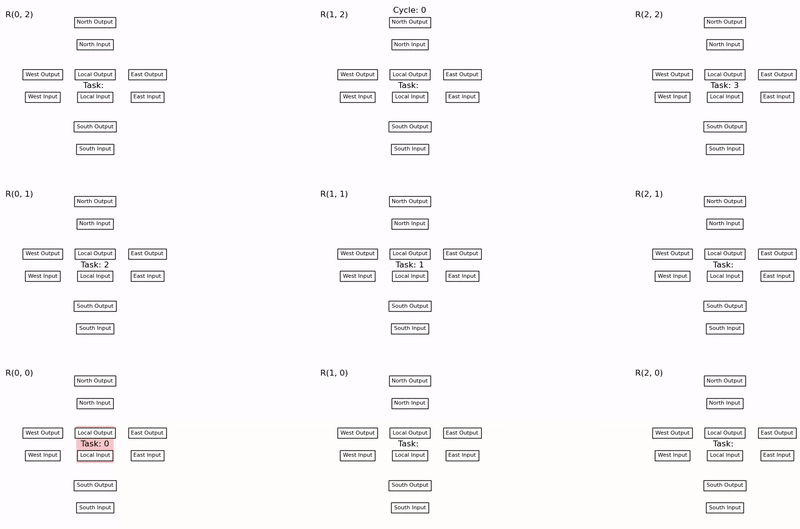 Cycle: 0
R(0, 2) R(1, 2) R(2, 2)
North Output North Output North Output
North Input North Input North Input
West Output Local Output East Output West Output Local Output East Output West Output Local Output East Output
Task: Task: Task: 3
West Input Local Input East Input West Input Local Input East Input West Input Local Input East Input
South Output South Output South Output
South Input South Input South Input
R(0, 1) R(1, 1) R(2, 1)
North Output North Output North Output
North Input North Input North Input
West Output Local Output East Output West Output Local Output East Output West Output Local Output East Output
Task: 2 Task: 1 Task:
West Input Local Input East Input West Input Local Input East Input West Input Local Input East Input
South Output South Output South Output
South Input South Input South Input
R(0, 0) R(1, 0) R(2, 0)
North Output North Output North Output
North Input North Input North Input
West Output Local Output East Output West Output Local Output East Output West Output Local Output East Output
Task: 0 Task: Task:
West Input Local Input East Input West Input Local Input East Input West Input Local Input East Input
South Output South Output South Output
South Input South Input South Input